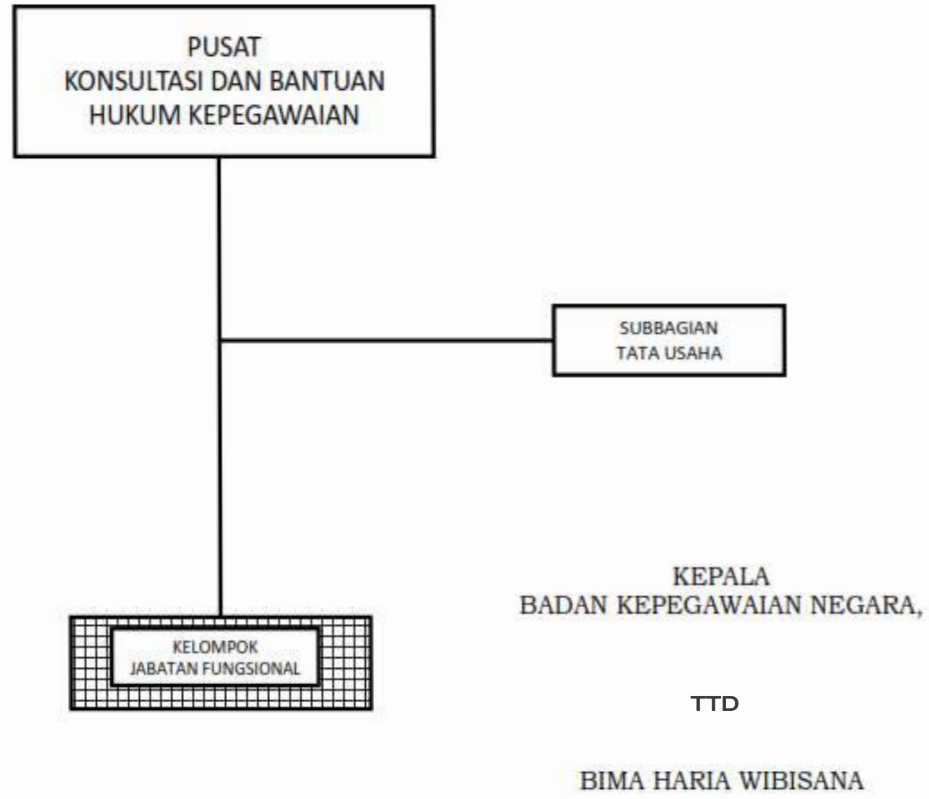 PUSAT
KONSULTASI DAN BANTUAN
HUKUM KEPEGAWAIAN
SUBBAGIAN
TATA USAHA
KELOMPOK
JABATAN FUNGSIONAL
KEPALA
BADAN KEPEGAWAIAN NEGARA,
TTD
BIMA HARIA WIBISANA